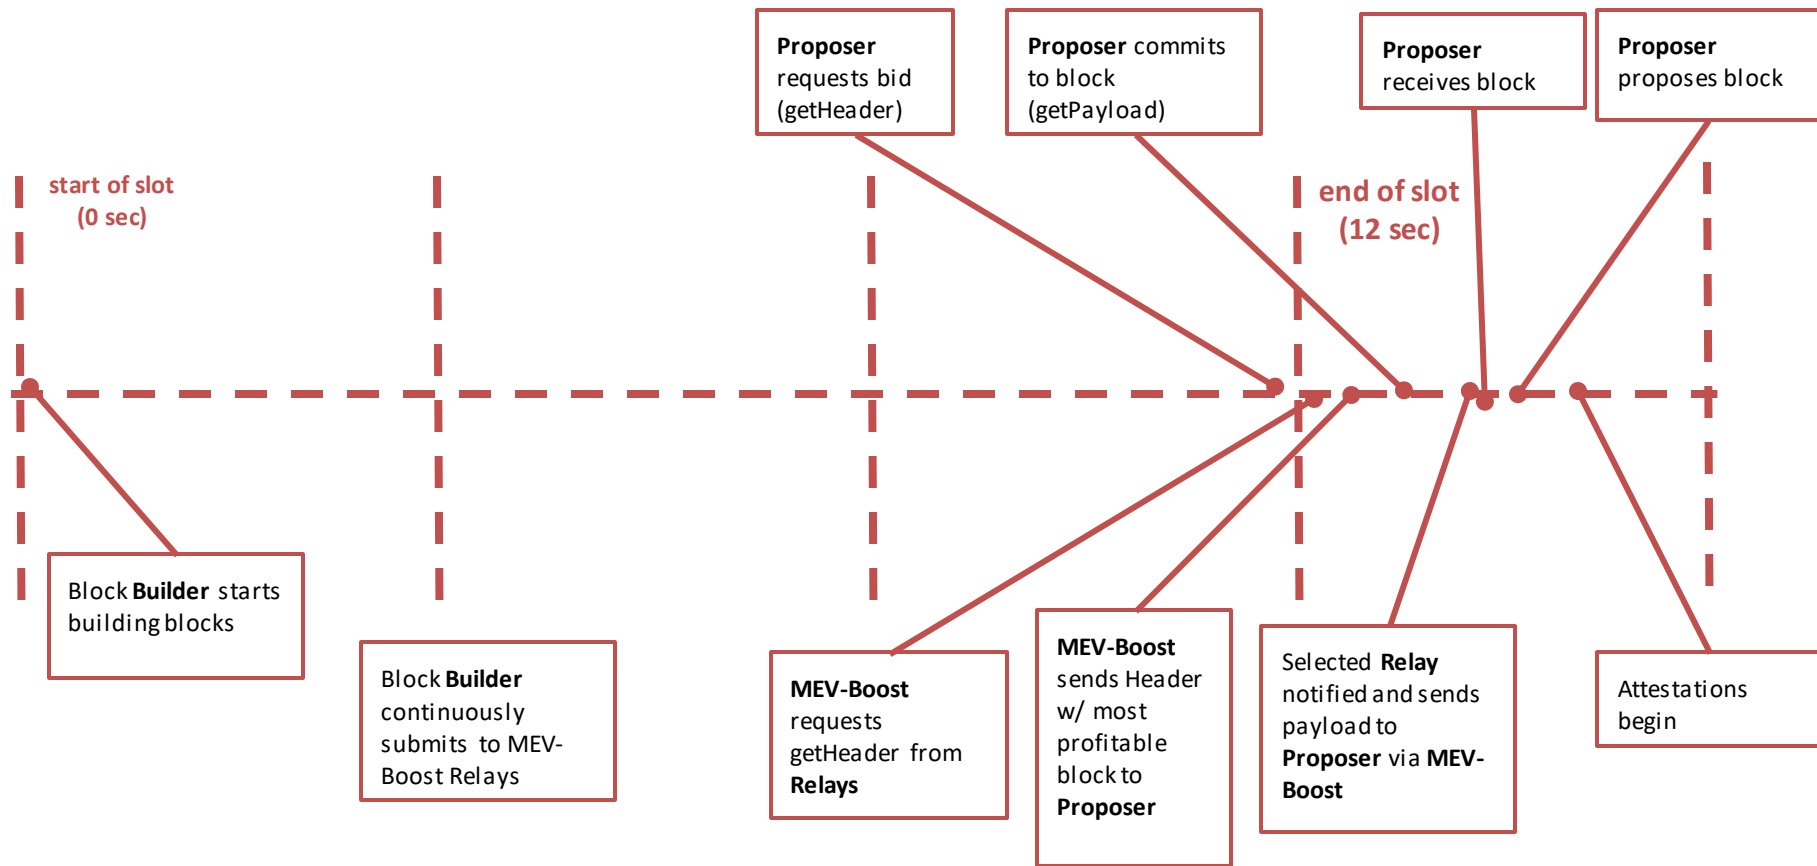 Proposer
requests bid
(getHeader)
Proposer commits
to block
(getPayload)
Proposer
receives block
Proposer
proposes block
start of slot
(0 sec)
end of slot
(12 sec)
Block Builder starts
building blocks
Block Builder
continuously
submits to MEV-
Boost Relays
MEV-Boost
requests
getHeader from
Relays
MEV-Boost
sends Header
w/ most
profitable
block to
Proposer
Selected Relay
notified and sends
payload to
Proposer via MEV-
Boost
Attestations
begin